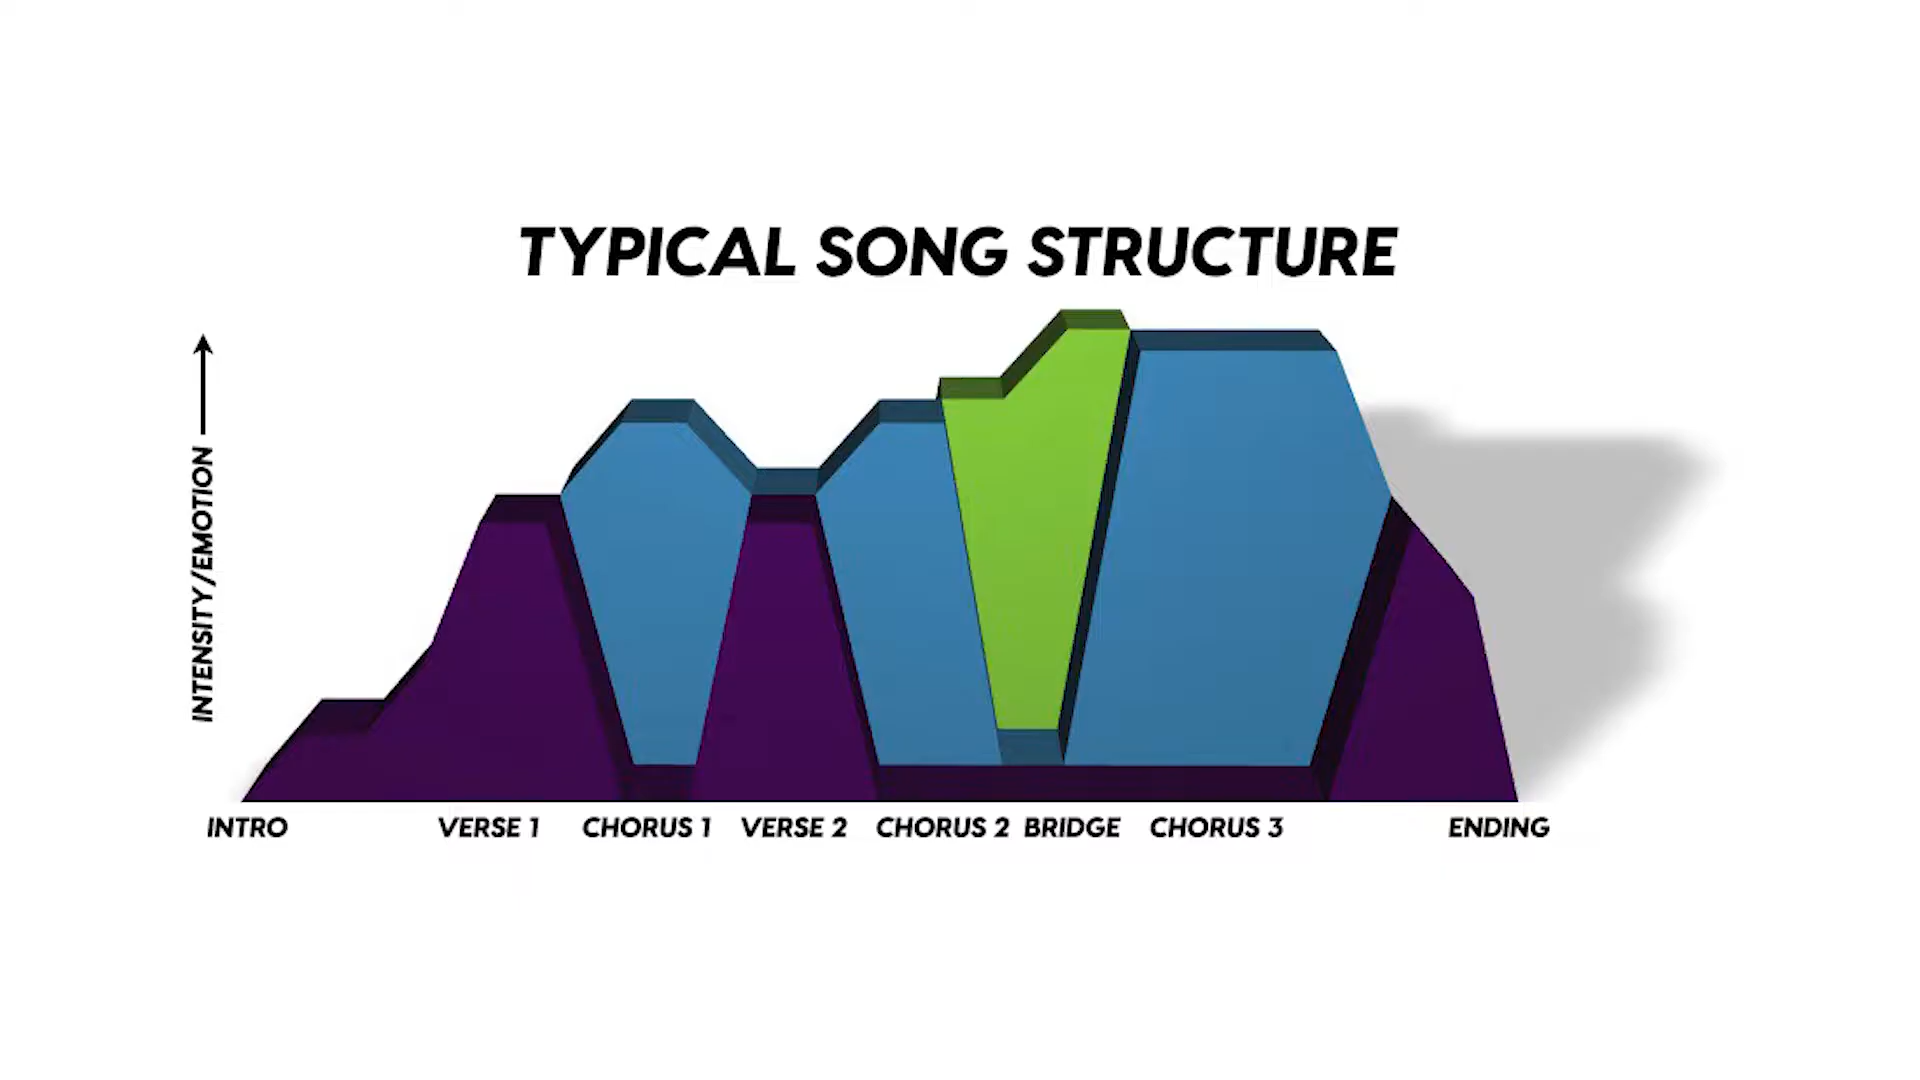 TYPICAL SONG STRUCTURE
INTENSITY/EMOTION
INTRO
VERSE 1
CHORUS 1
VERSE 2
CHORUS 2
BRIDGE
CHORUS 3
ENDING